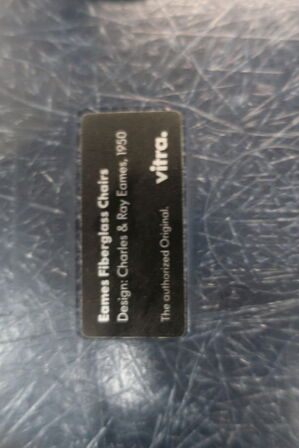 Eames Fiberglass Chairs
Design: Charles & Ray Eames, 1950
The authorized Original. vitra.